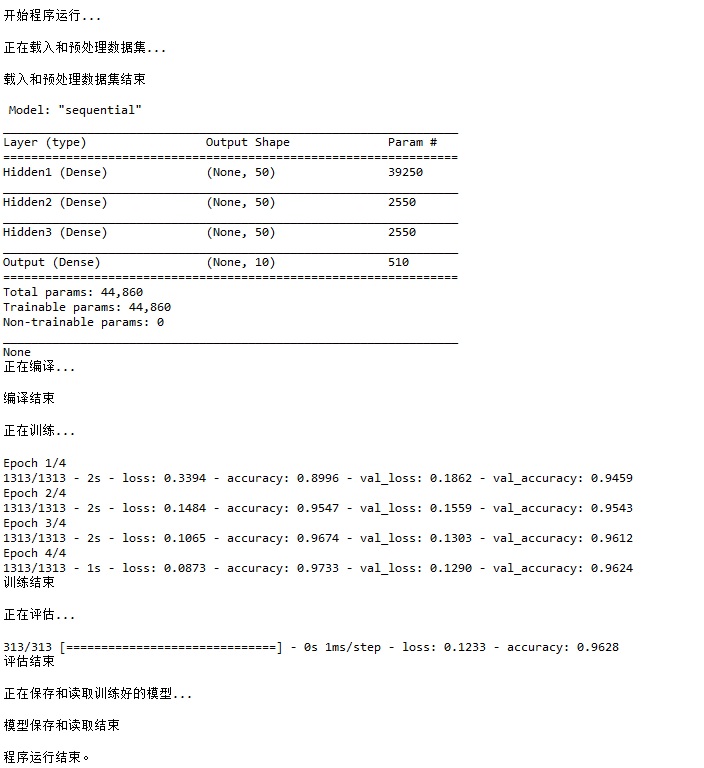 开始程序运行...
正在载入和预处理数据集...
载入和预处理数据集结束
Model: "sequential"
_________________________________________________________________
Layer (type)                 Output Shape              Param #
=================================================================
Hidden1 (Dense)              (None, 50)                39250
_________________________________________________________________
Hidden2 (Dense)              (None, 50)                2550
_________________________________________________________________
Hidden3 (Dense)              (None, 50)                2550
_________________________________________________________________
Output (Dense)               (None, 10)                510
=================================================================
Total params: 44,860
Trainable params: 44,860
Non-trainable params: 0
_________________________________________________________________
None
正在编译...
编译结束
正在训练...
Epoch 1/4
1313/1313 - 2s - loss: 0.3394 - accuracy: 0.8996 - val_loss: 0.1862 - val_accuracy: 0.9459
Epoch 2/4
1313/1313 - 2s - loss: 0.1484 - accuracy: 0.9547 - val_loss: 0.1559 - val_accuracy: 0.9543
Epoch 3/4
1313/1313 - 2s - loss: 0.1065 - accuracy: 0.9674 - val_loss: 0.1303 - val_accuracy: 0.9612
Epoch 4/4
1313/1313 - 1s - loss: 0.0873 - accuracy: 0.9733 - val_loss: 0.1290 - val_accuracy: 0.9624
训练结束
正在评估...
313/313 [==============================] - 0s 1ms/step - loss: 0.1233 - accuracy: 0.9628
评估结束
正在保存和读取训练好的模型...
模型保存和读取结束
程序运行结束。